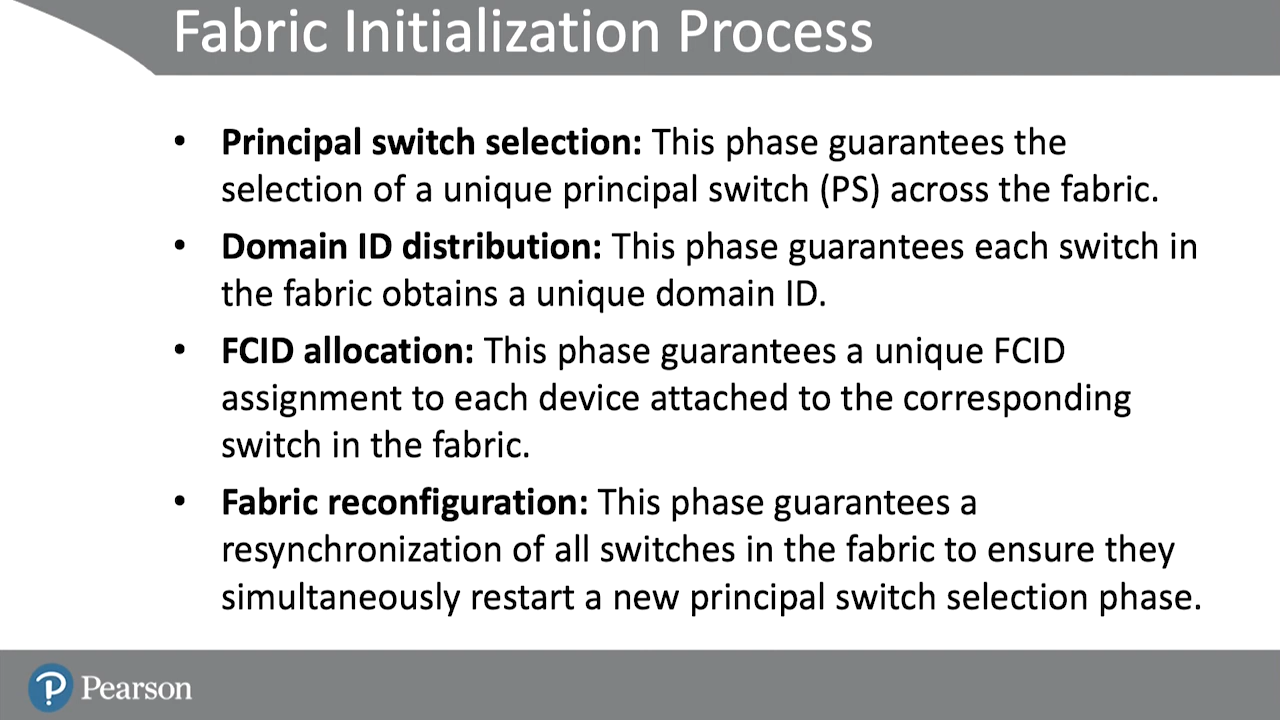 Fabric Initialization Process
• Principal switch selection: This phase guarantees the
selection of a unique principal switch (PS) across the fabric.
• Domain ID distribution: This phase guarantees each switch in
the fabric obtains a unique domain ID.
• FCID allocation: This phase guarantees a unique FCID
assignment to each device attached to the corresponding
switch in the fabric.
• Fabric reconfiguration: This phase guarantees a
resynchronization of all switches in the fabric to ensure they
simultaneously restart a new principal switch selection phase.
Pearson